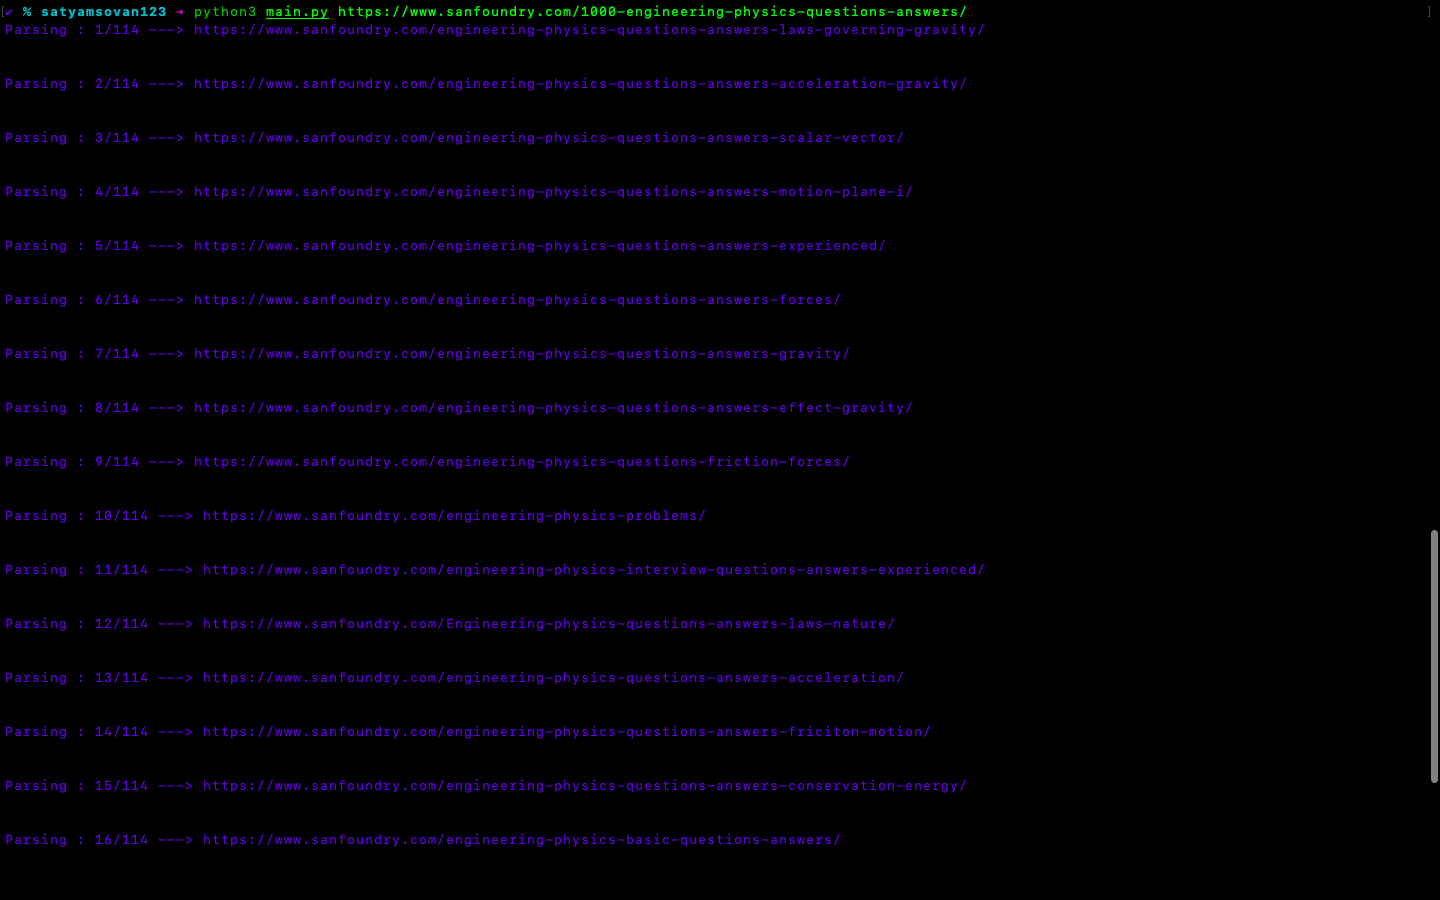 [✔ % satyamsovan123 → python3 main.py https://www.sanfoundry.com/1000-engineering-physics-questions-answers/ ]
Parsing : 1/114 ---> https://www.sanfoundry.com/engineering-physics-questions-answers-laws-governing-gravity/
Parsing : 2/114 ---> https://www.sanfoundry.com/engineering-physics-questions-answers-acceleration-gravity/
Parsing : 3/114 ---> https://www.sanfoundry.com/engineering-physics-questions-answers-scalar-vector/
Parsing : 4/114 ---> https://www.sanfoundry.com/engineering-physics-questions-answers-motion-plane-i/
Parsing : 5/114 ---> https://www.sanfoundry.com/engineering-physics-questions-answers-experienced/
Parsing : 6/114 ---> https://www.sanfoundry.com/engineering-physics-questions-answers-forces/
Parsing : 7/114 ---> https://www.sanfoundry.com/engineering-physics-questions-answers-gravity/
Parsing : 8/114 ---> https://www.sanfoundry.com/engineering-physics-questions-answers-effect-gravity/
Parsing : 9/114 ---> https://www.sanfoundry.com/engineering-physics-questions-friction-forces/
Parsing : 10/114 ---> https://www.sanfoundry.com/engineering-physics-problems/
Parsing : 11/114 ---> https://www.sanfoundry.com/engineering-physics-interview-questions-answers-experienced/
Parsing : 12/114 ---> https://www.sanfoundry.com/Engineering-physics-questions-answers-laws-nature/
Parsing : 13/114 ---> https://www.sanfoundry.com/engineering-physics-questions-answers-acceleration/
Parsing : 14/114 ---> https://www.sanfoundry.com/engineering-physics-questions-answers-friciton-motion/
Parsing : 15/114 ---> https://www.sanfoundry.com/engineering-physics-questions-answers-conservation-energy/
Parsing : 16/114 ---> https://www.sanfoundry.com/engineering-physics-basic-questions-answers/